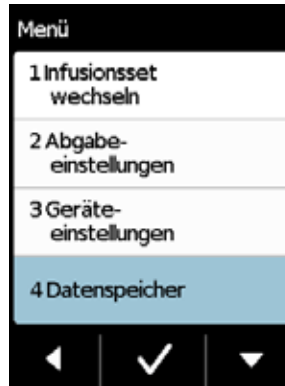 Menü
1 Infusionsset
wechseln
2 Abgabe-
einstellungen
3 Geräte-
einstellungen
4 Datenspeicher